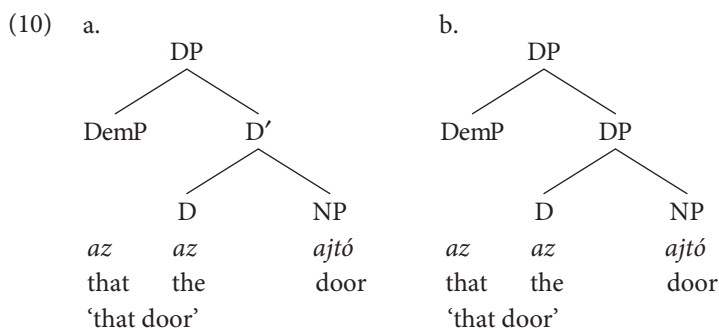 (10) a. b.
DP DP
DemP D′ DemP DP
D NP D NP
az az ajtó az az ajtó
that the door that the door
‘that door’ ‘that door’